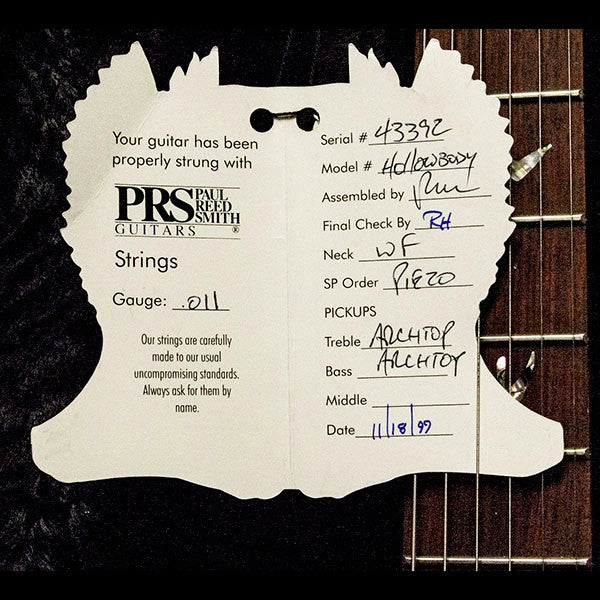 Your guitar has been
properly strung with
PRS PAUL
REED
SMITH
GUITARS ®
Strings
Gauge: .011
Our strings are carefully
made to our usual
uncompromising standards.
Always ask for them by
name.
Serial # 43392
Model # Hollowbody
Assembled by
Final Check By RH
Neck WF
SP Order PIEZO
PICKUPS
Treble ARCHTOP
Bass ARCHTOP
Middle
Date 11/18/99